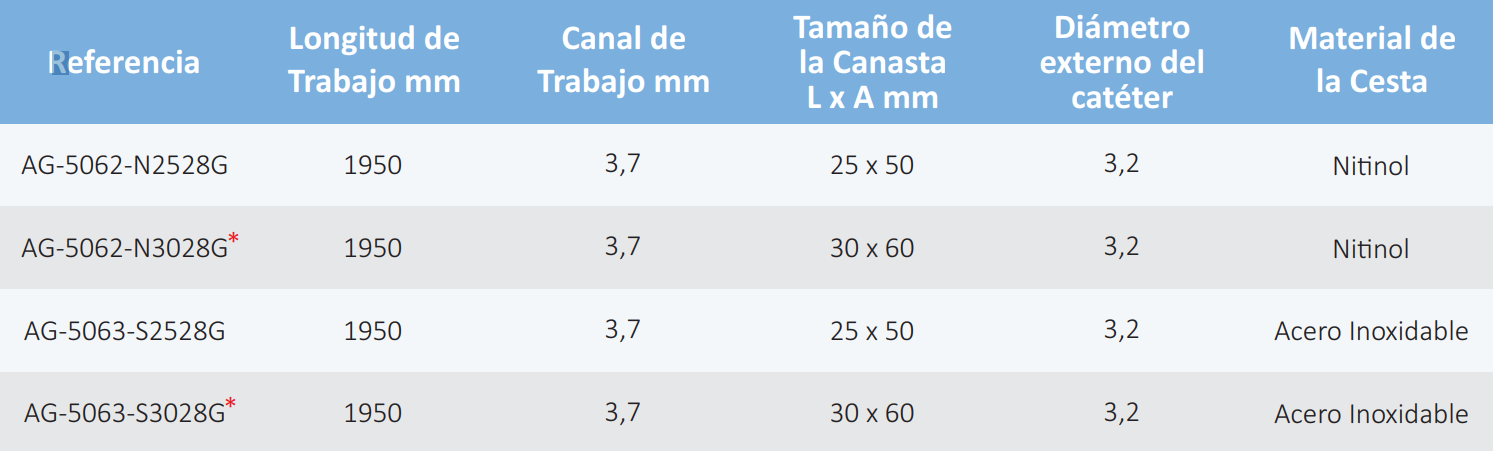 Referencia
Longitud de
Trabajo mm
Canal de
Trabajo mm
Tamaño de
la Canasta
L x A mm
Diámetro
externo del
catéter
Material de
la Cesta
AG-5062-N2528G 1950 3,7 25 x 50 3,2 Nitinol
AG-5062-N3028G* 1950 3,7 30 x 60 3,2 Nitinol
AG-5063-S2528G 1950 3,7 25 x 50 3,2 Acero Inoxidable
AG-5063-S3028G* 1950 3,7 30 x 60 3,2 Acero Inoxidable